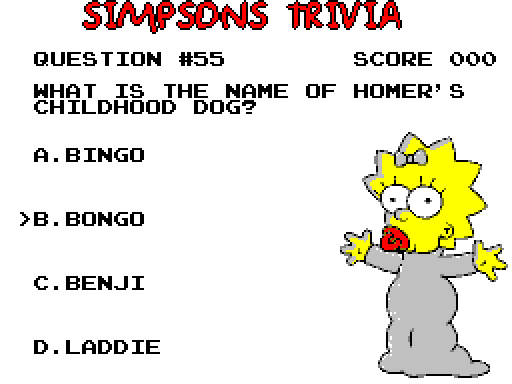 SIMPSONS TRIVIA
QUESTION #55 SCORE 000
WHAT IS THE NAME OF HOMER'S
CHILDHOOD DOG?
A.BINGO
>B.BONGO
C.BENJI
D.LADDIE